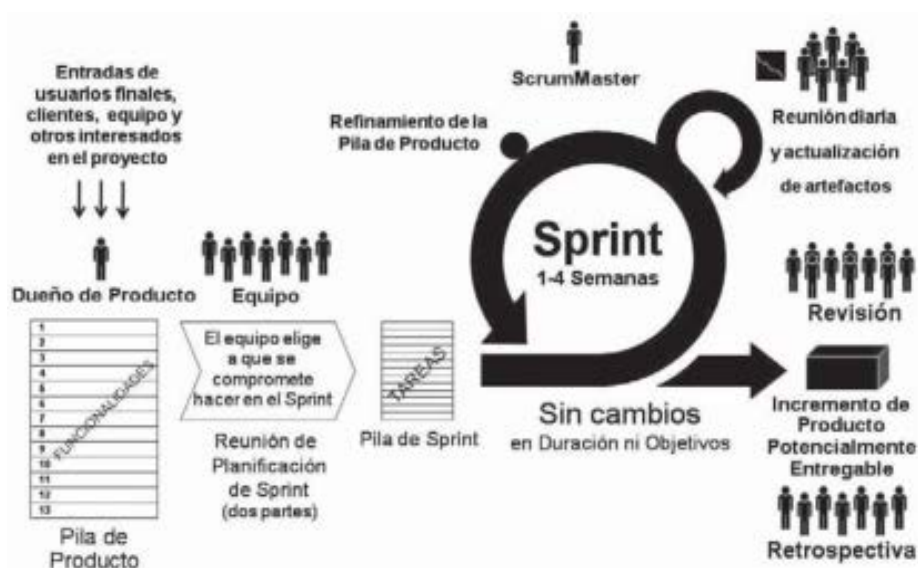 Entradas de
usuarios finales,
clientes, equipo y
otros interesados
en el proyecto
Dueño de Producto
1
2
3
4
5
6
7
8
9
10
11
12
13
FUNCIONALIDADES
Pila de
Producto
Equipo
El equipo elige
a que se
compromete
hacer en el Sprint
Reunión de
Planificación
de Sprint
(dos partes)
TAREAS
Pila de Sprint
Refinamiento de la
Pila de Producto
ScrumMaster
Sprint
1-4 Semanas
Sin cambios
en Duración ni Objetivos
Reunión diaria
y actualización
de artefactos
Revisión
Incremento de
Producto
Potencialmente
Entregable
Retrospectiva